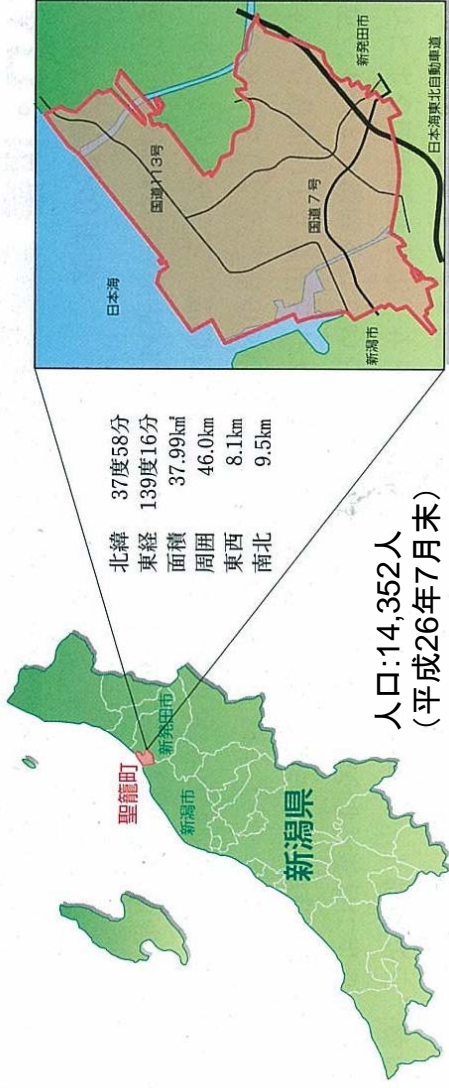 聖籠町
新発田市
新潟市
新潟県
北緯 37度58分
東経 139度16分
面積 37.99k㎡
周囲 46.0km
東西 8.1km
南北 9.5km
人口:14,352人
(平成26年7月末)
日本海
国道113号
新発田市
国道7号
新潟市
日本海東北自動車道